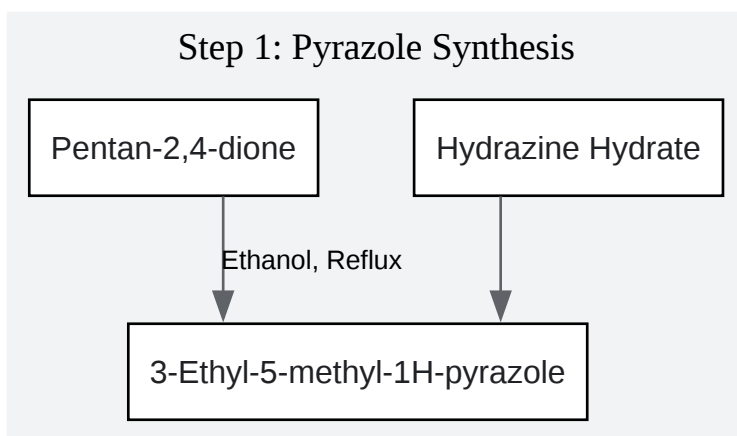 Step 1: Pyrazole Synthesis
Pentan-2,4-dione
Hydrazine Hydrate
Ethanol, Reflux
3-Ethyl-5-methyl-1H-pyrazole